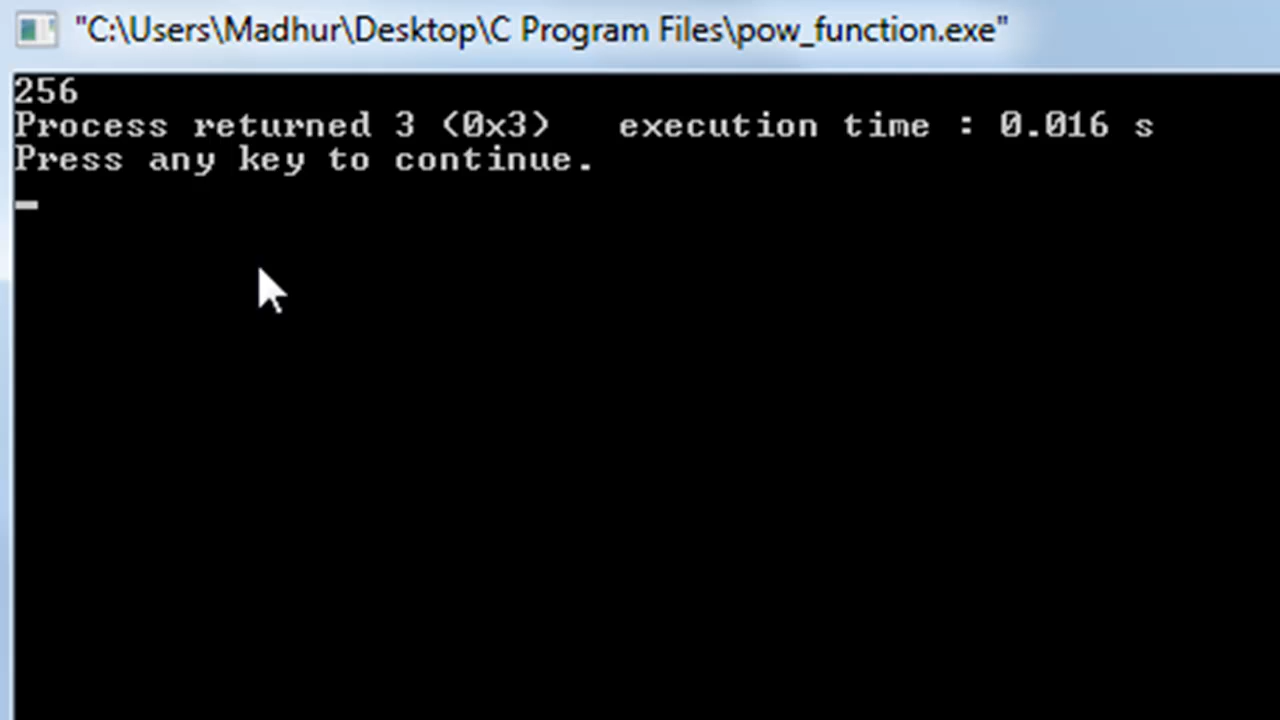 "C:\Users\Madhur\Desktop\C Program Files\pow_function.exe"
256
Process returned 3 (0x3)   execution time : 0.016 s
Press any key to continue.